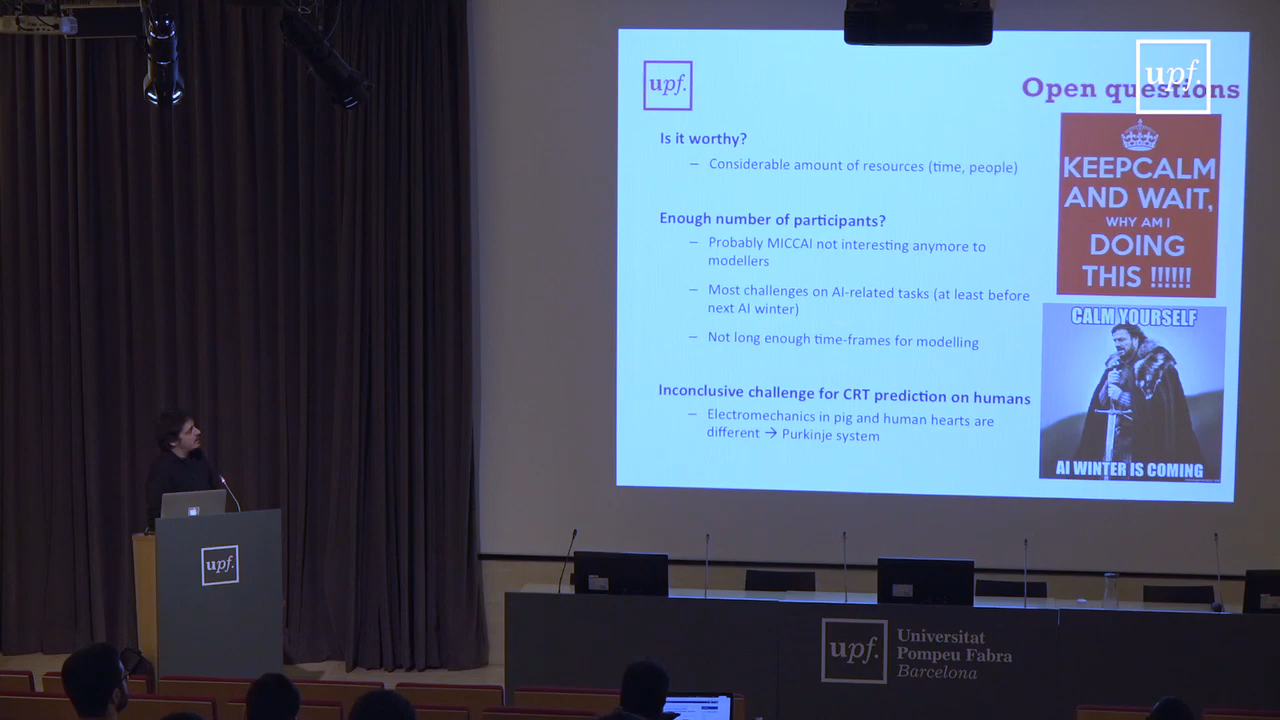 upf.
upf.
Open questions
Is it worthy?
– Considerable amount of resources (time, people)
Enough number of participants?
– Probably MICCAI not interesting anymore to
modellers
– Most challenges on AI-related tasks (at least before
next AI winter)
– Not long enough time-frames for modelling
Inconclusive challenge for CRT prediction on humans
– Electromechanics in pig and human hearts are
different → Purkinje system
KEEPCALM
AND WAIT,
WHY AM I
DOING
THIS !!!!!!
CALM YOURSELF
AI WINTER IS COMING
upf.
upf.
Universitat
Pompeu Fabra
Barcelona